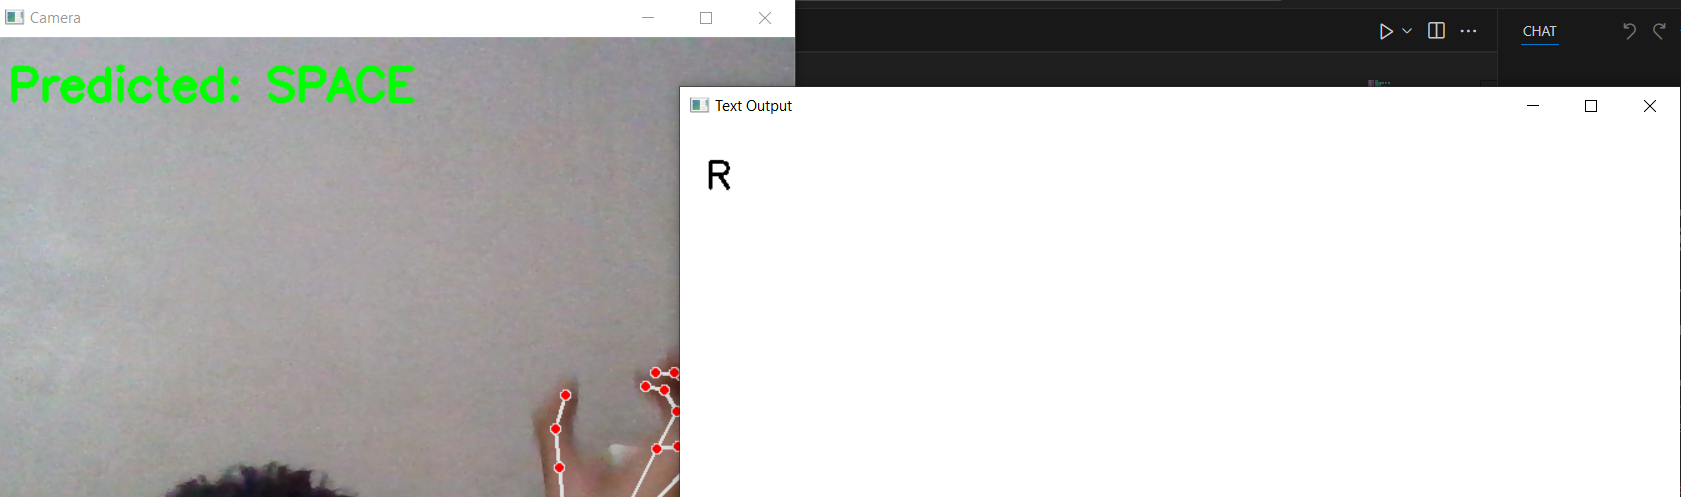 Camera
Predicted: SPACE
CHAT
Text Output
R